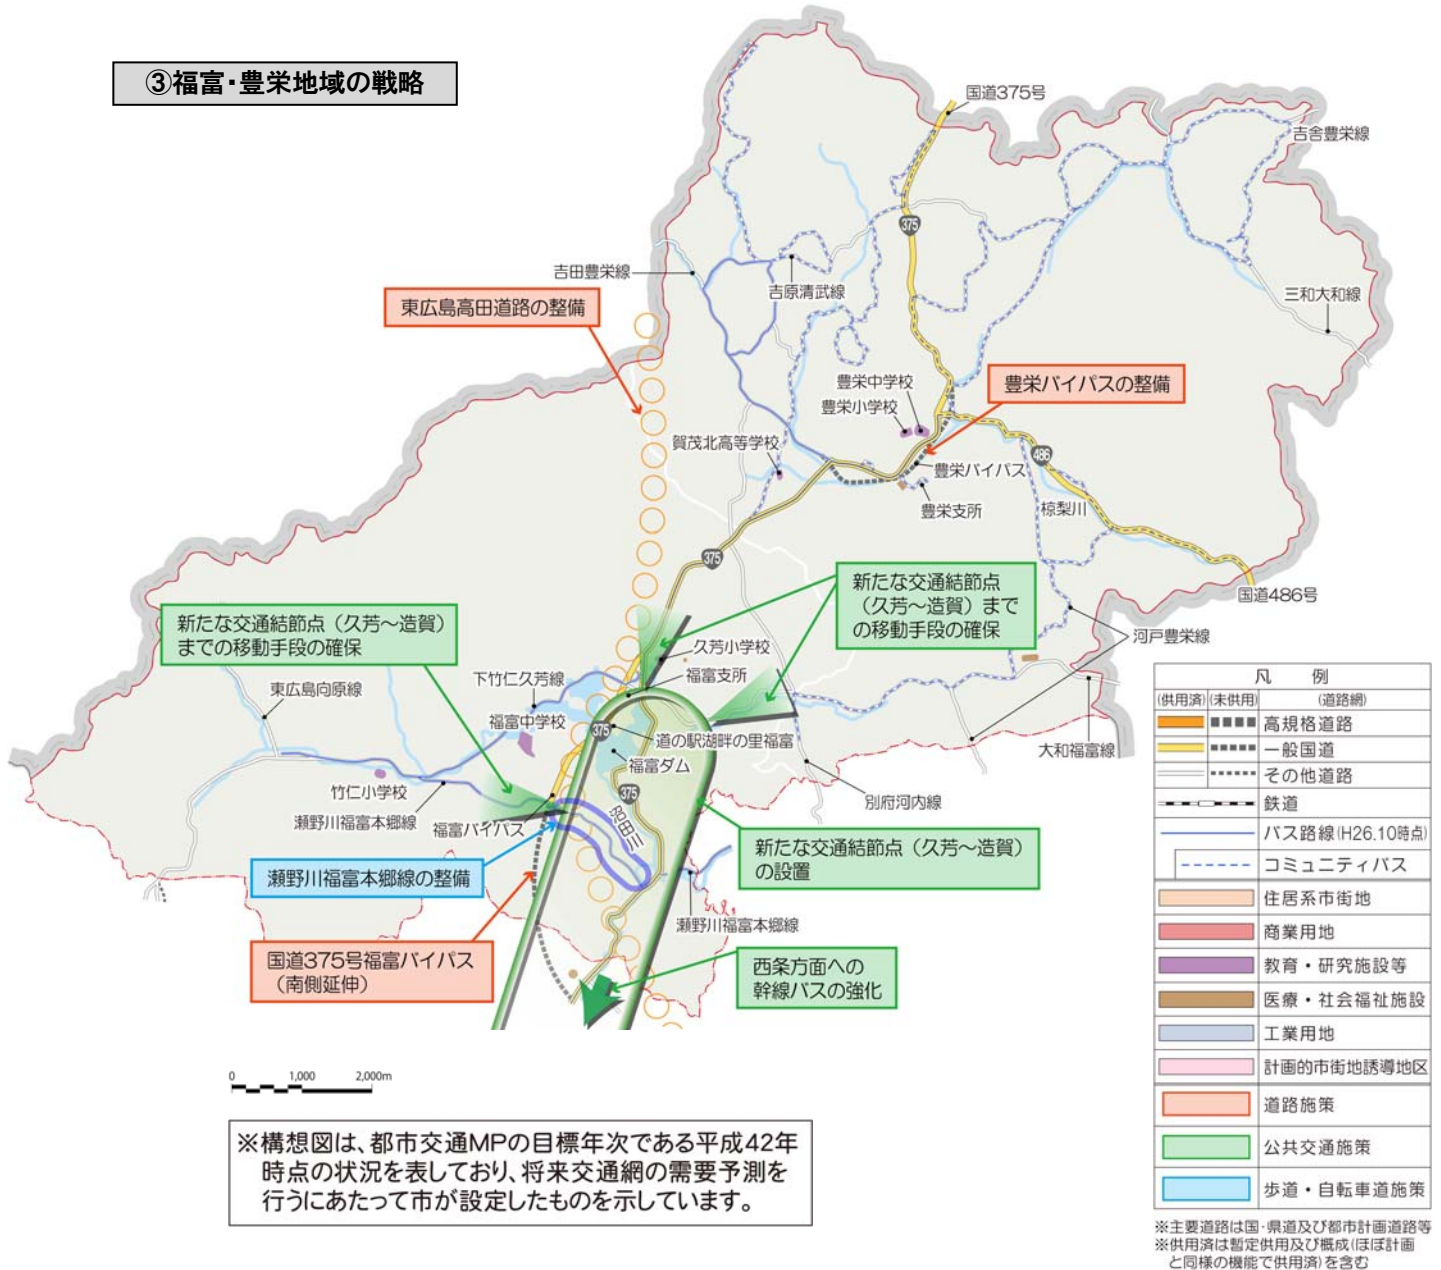 ③福富・豊栄地域の戦略
国道375号
吉舎豊栄線
375
吉田豊栄線
吉原清武線
三和大和線
東広島高田道路の整備
豊栄中学校
豊栄小学校
豊栄バイパスの整備
賀茂北高等学校
486
豊栄バイパス
豊栄支所
椋梨川
375
国道486号
新たな交通結節点
（久芳～造賀）まで
の移動手段の確保
新たな交通結節点（久芳～造賀）
までの移動手段の確保
河戸豊栄線
久芳小学校
福富支所
下竹仁久芳線
東広島向原線
福富中学校
375
道の駅湖畔の里福富
大和福富線
福富ダム
375
竹仁小学校
別府河内線
瀬野川福富本郷線
福富バイパス
沼田川
新たな交通結節点（久芳～造賀）
の設置
瀬野川福富本郷線の整備
瀬野川福富本郷線
国道375号福富バイパス
（南側延伸）
西条方面への
幹線バスの強化
凡　例
(供用済) (未供用) (道路網)
高規格道路
一般国道
その他道路
鉄道
バス路線(H26.10時点)
コミュニティバス
住居系市街地
商業用地
教育・研究施設等
医療・社会福祉施設
工業用地
計画的市街地誘導地区
道路施策
公共交通施策
歩道・自転車道施策
※主要道路は国・県道及び都市計画道路等
※供用済は暫定供用及び概成(ほぼ計画
と同様の機能で供用済)を含む
0 1,000 2,000m
※構想図は、都市交通MPの目標年次である平成42年
時点の状況を表しており、将来交通網の需要予測を
行うにあたって市が設定したものを示しています。